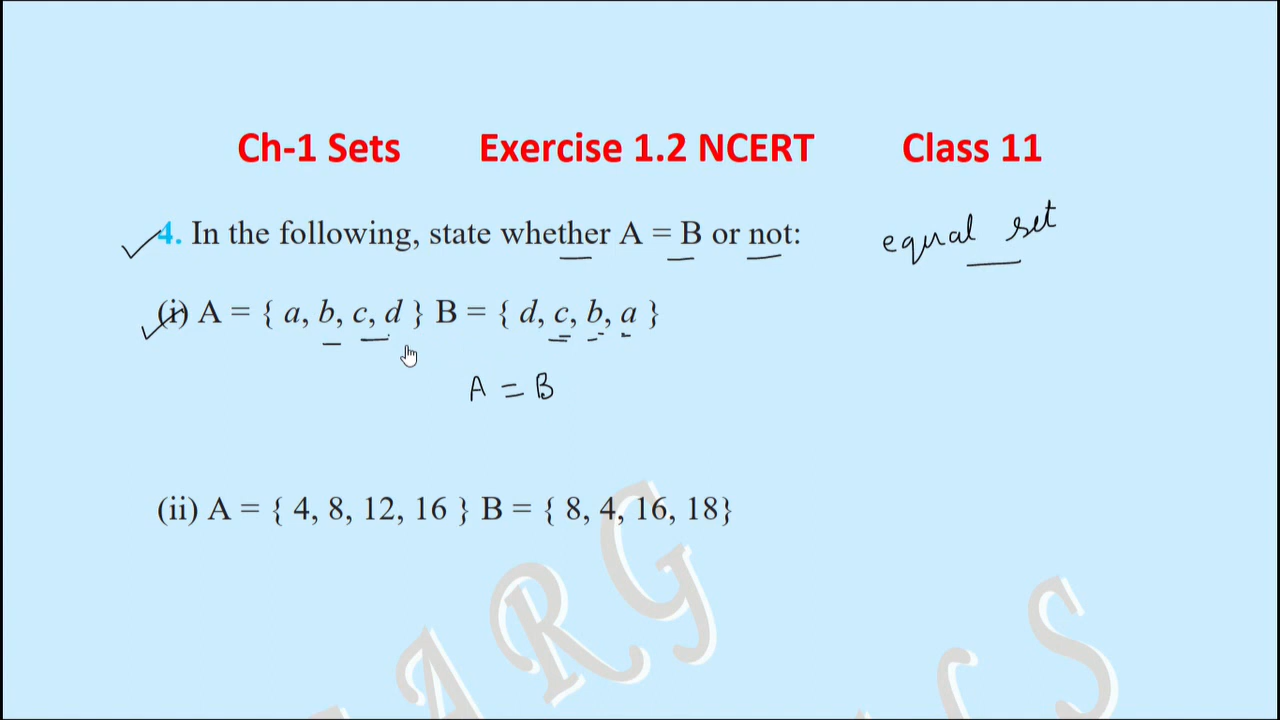 Ch-1 Sets Exercise 1.2 NCERT Class 11
4. In the following, state whether A = B or not: equal set
(i) A = { a, b, c, d } B = { d, c, b, a }
A = B
(ii) A = { 4, 8, 12, 16 } B = { 8, 4, 16, 18}